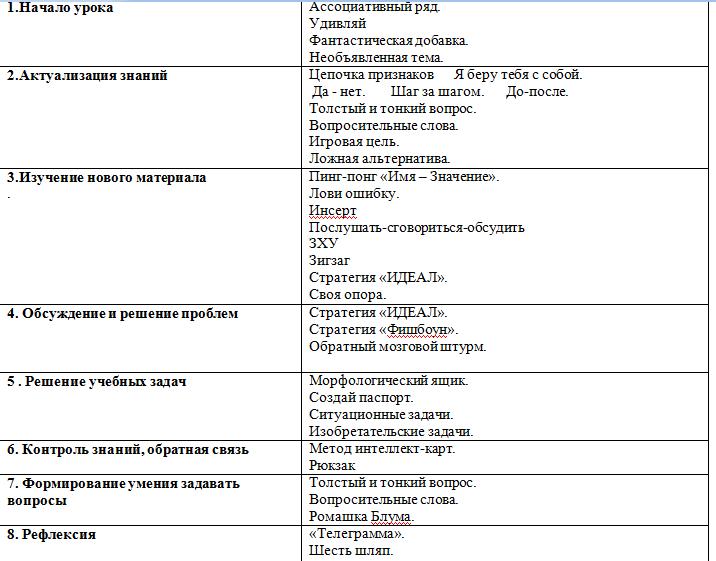 1.Начало урока
Ассоциативный ряд.
Удивляй
Фантастическая добавка.
Необъявленная тема.
2.Актуализация знаний
Цепочка признаков Я беру тебя с собой.
Да - нет. Шаг за шагом. До-после.
Толстый и тонкий вопрос.
Вопросительные слова.
Игровая цель.
Ложная альтернатива.
3.Изучение нового материала
.
Пинг-понг «Имя – Значение».
Лови ошибку.
Инсерт
Послушать-сговориться-обсудить
ЗХУ
Зигзаг
Стратегия «ИДЕАЛ».
Своя опора.
4. Обсуждение и решение проблем
Стратегия «ИДЕАЛ».
Стратегия «Фишбоун».
Обратный мозговой штурм.
5 . Решение учебных задач
Морфологический ящик.
Создай паспорт.
Ситуационные задачи.
Изобретательские задачи.
6. Контроль знаний, обратная связь
Метод интеллект-карт.
Рюкзак
7. Формирование умения задавать
вопросы
Толстый и тонкий вопрос.
Вопросительные слова.
Ромашка Блума.
8. Рефлексия
«Телеграмма».
Шесть шляп.